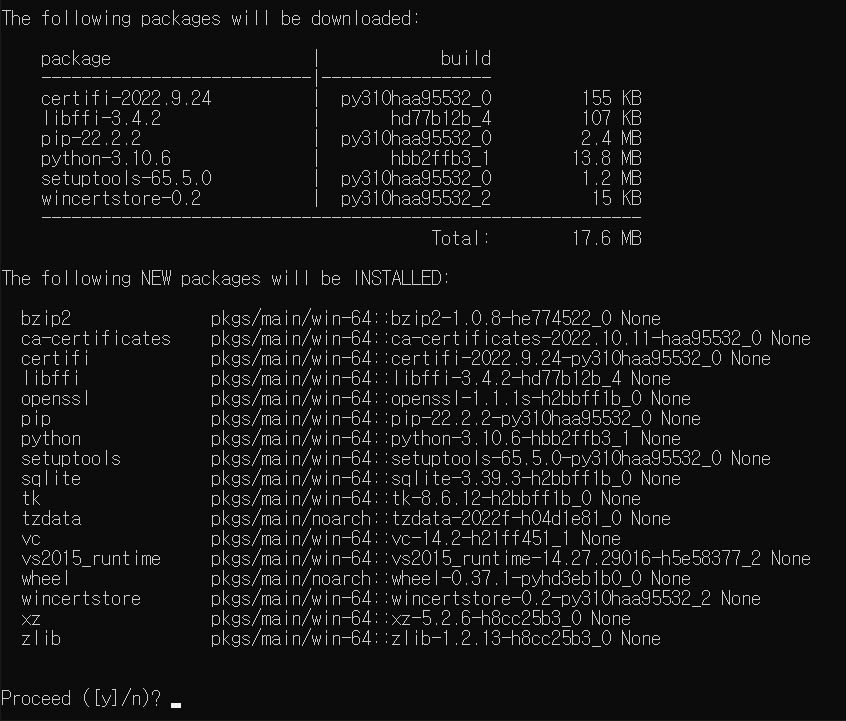 The following packages will be downloaded:
package | build
---------------------------|-----------------
certifi-2022.9.24 | py310haa95532_0 155 KB
libffi-3.4.2 | hd77b12b_4 107 KB
pip-22.2.2 | py310haa95532_0 2.4 MB
python-3.10.6 | hbb2ffb3_1 13.8 MB
setuptools-65.5.0 | py310haa95532_0 1.2 MB
wincertstore-0.2 | py310haa95532_2 15 KB
------------------------------------------------------------
Total: 17.6 MB
The following NEW packages will be INSTALLED:
bzip2 pkgs/main/win-64::bzip2-1.0.8-he774522_0 None
ca-certificates pkgs/main/win-64::ca-certificates-2022.10.11-haa95532_0 None
certifi pkgs/main/win-64::certifi-2022.9.24-py310haa95532_0 None
libffi pkgs/main/win-64::libffi-3.4.2-hd77b12b_4 None
openssl pkgs/main/win-64::openssl-1.1.1s-h2bbff1b_0 None
pip pkgs/main/win-64::pip-22.2.2-py310haa95532_0 None
python pkgs/main/win-64::python-3.10.6-hbb2ffb3_1 None
setuptools pkgs/main/win-64::setuptools-65.5.0-py310haa95532_0 None
sqlite pkgs/main/win-64::sqlite-3.39.3-h2bbff1b_0 None
tk pkgs/main/win-64::tk-8.6.12-h2bbff1b_0 None
tzdata pkgs/main/noarch::tzdata-2022f-h04d1e81_0 None
vc pkgs/main/win-64::vc-14.2-h21ff451_1 None
vs2015_runtime pkgs/main/win-64::vs2015_runtime-14.27.29016-h5e58377_2 None
wheel pkgs/main/noarch::wheel-0.37.1-pyhd3eb1b0_0 None
wincertstore pkgs/main/win-64::wincertstore-0.2-py310haa95532_2 None
xz pkgs/main/win-64::xz-5.2.6-h8cc25b3_0 None
zlib pkgs/main/win-64::zlib-1.2.13-h8cc25b3_0 None
Proceed ([y]/n)? _